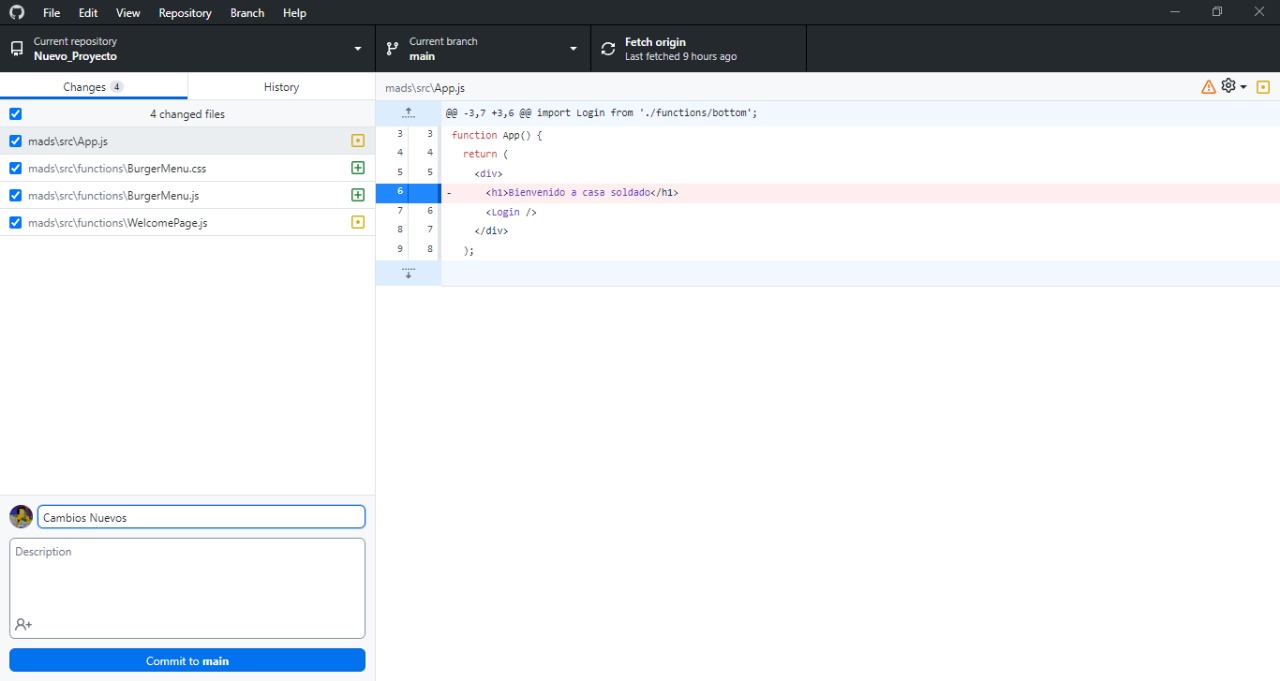 File Edit View Repository Branch Help
Current repository
Nuevo_Proyecto
Current branch
main
Fetch origin
Last fetched 9 hours ago
Changes 4
History
4 changed files
mads\src\App.js
mads\src\functions\BurgerMenu.css
mads\src\functions\BurgerMenu.js
mads\src\functions\WelcomePage.js
Cambios Nuevos
Description
Commit to main
mads\src\App.js
@@ -3,7 +3,6 @@ import Login from './functions/bottom';
3 3 function App() {
4 4 return (
5 5 <div>
6 - <h1>Bienvenido a casa soldado</h1>
7 6 <Login />
8 7 </div>
9 8 );